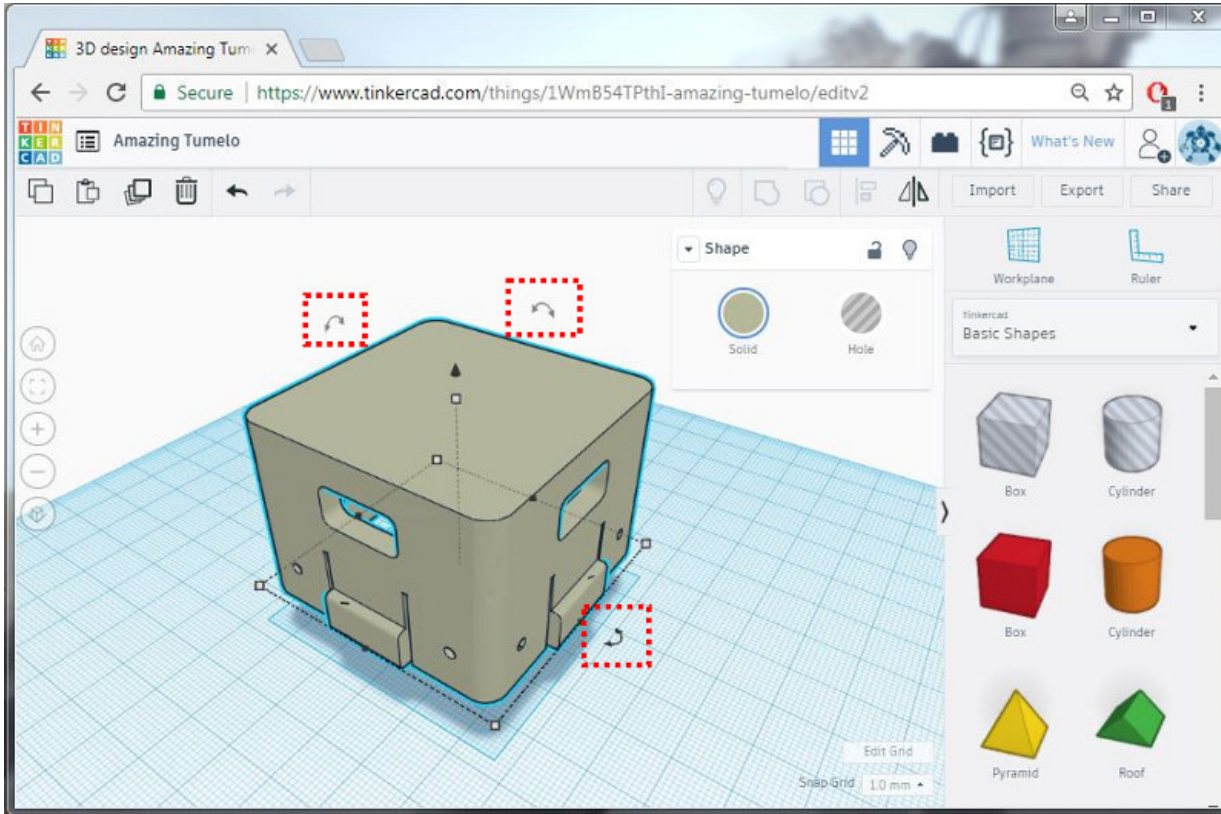 3D design Amazing Tum
Secure | https://www.tinkercad.com/things/1WmB54TPthI-amazing-tumelo/editv2
1
TIN
KER
CAD
Amazing Tumelo
What's New
Import
Export
Share
Shape
Solid
Hole
Workplane
Ruler
Tinkercad
Basic Shapes
Box
Cylinder
Box
Cylinder
Pyramid
Roof
Edit Grid
Snap Grid 1.0 mm